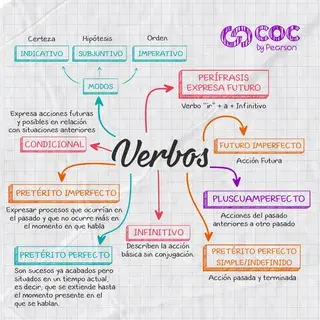 Certeza
Hipótesis
Orden
COC
by Pearson
INDICATIVO
SUBJUNTIVO
IMPERATIVO
MODOS
PERÍFRASIS
EXPRESA FUTURO
Verbo "ir" + a + Infinitivo
Expresa acciones futuras
y posibles en relación
con situaciones anteriores
CONDICIONAL
Verbos
FUTURO IMPERFECTO
Acción Futura
PRETÉRITO IMPERFECTO
Expresar procesos que ocurrían en
el pasado y que no ocurre más en
el momento en que habla
PLUSCUAMPERFECTO
Acciones del pasado
anteriores a otro pasado
INFINITIVO
Describen la acción
básica sin conjugación.
PRETÉRITO PERFECTO
Son sucesos ya acabados pero
situados en un tiempo actual,
es decir, que se extiende hasta
el momento presente en el
que se hablan.
PRETÉRITO PERFECTO
SIMPLE/INDEFINIDO
Acción pasada y terminada